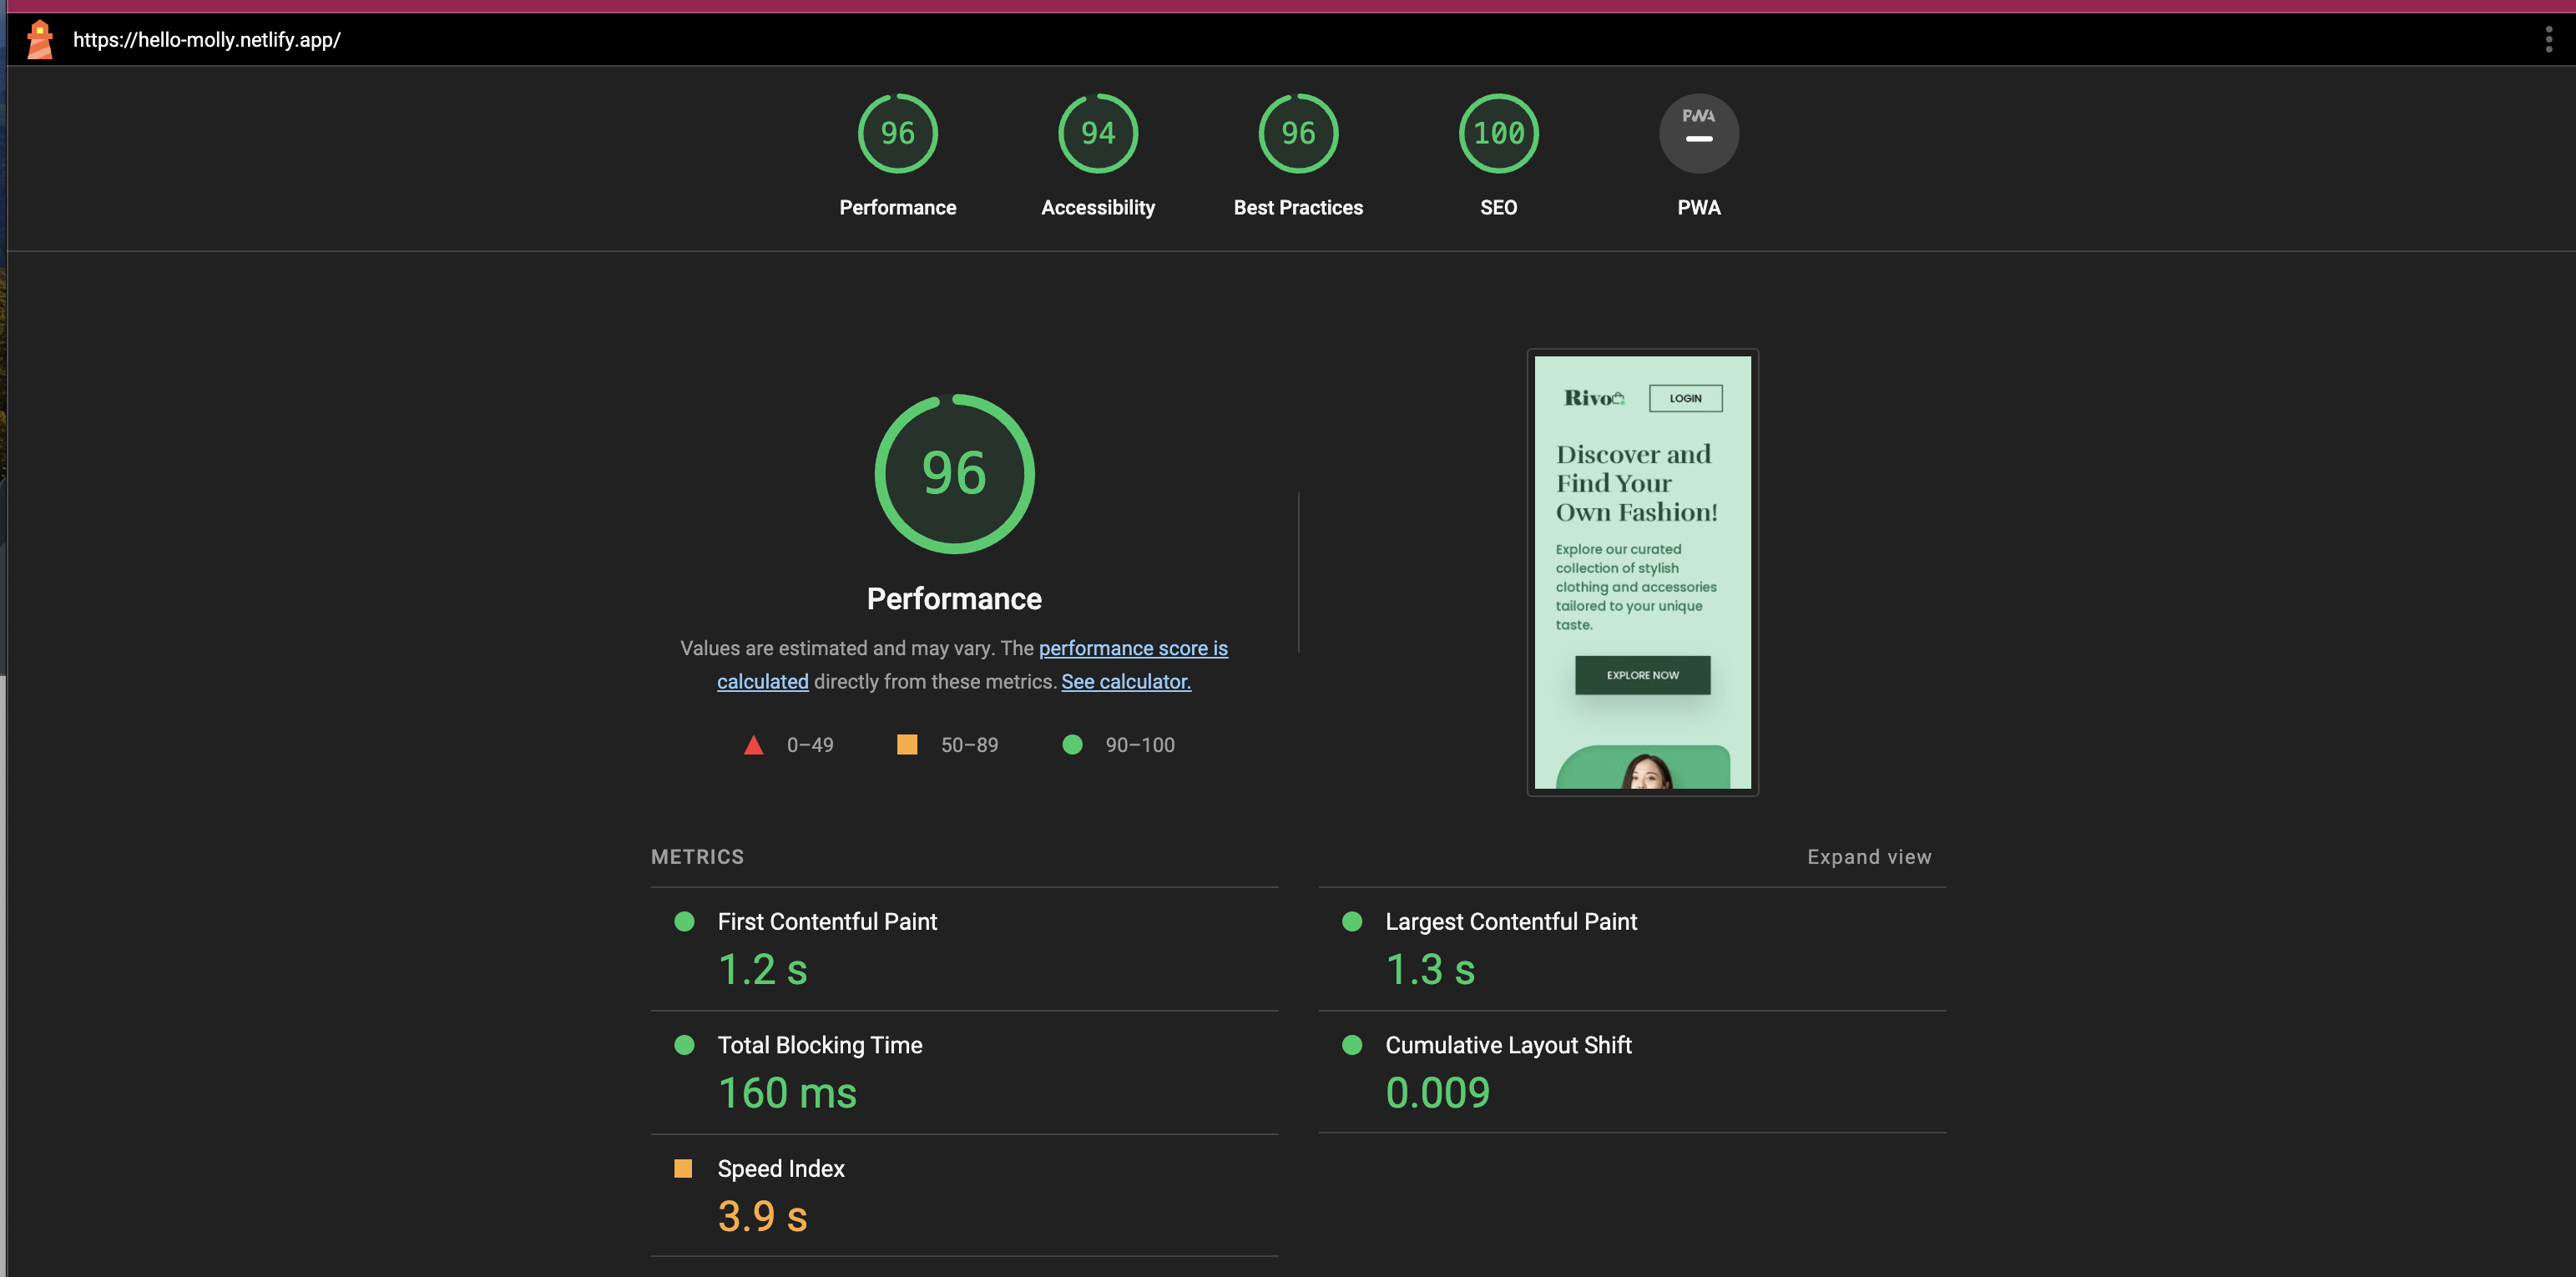 https://hello-molly.netlify.app/
96
94
96
100
PWA
Performance
Accessibility
Best Practices
SEO
PWA
96
Performance
Values are estimated and may vary. The performance score is
calculated directly from these metrics. See calculator.
0–49
50–89
90–100
Rivo
LOGIN
Discover and
Find Your
Own Fashion!
Explore our curated
collection of stylish
clothing and accessories
tailored to your unique
taste.
EXPLORE NOW
METRICS
Expand view
First Contentful Paint
1.2 s
Largest Contentful Paint
1.3 s
Total Blocking Time
160 ms
Cumulative Layout Shift
0.009
Speed Index
3.9 s